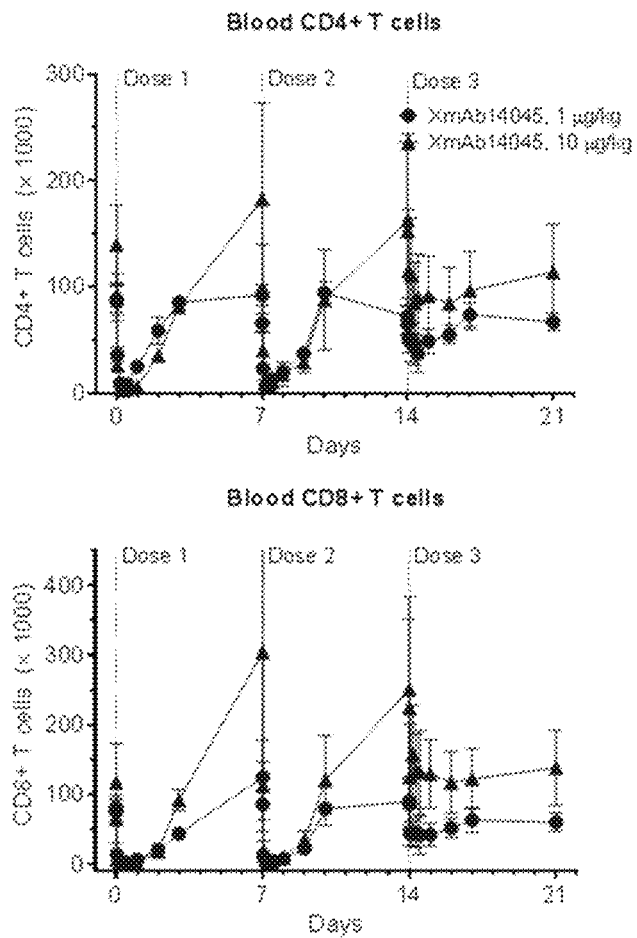 Blood CD4+ T cells
300
Dose 1
Dose 2
Dose 3
XmAb14045, 1 µg/kg
XmAb14045, 10 µg/kg
200
100
0
CD4+ T cells (x 1000)
0
7
14
21
Days
Blood CD8+ T cells
Dose 1
Dose 2
Dose 3
400
300
200
100
0
CD8+ T cells (x 1000)
0
7
14
21
Days